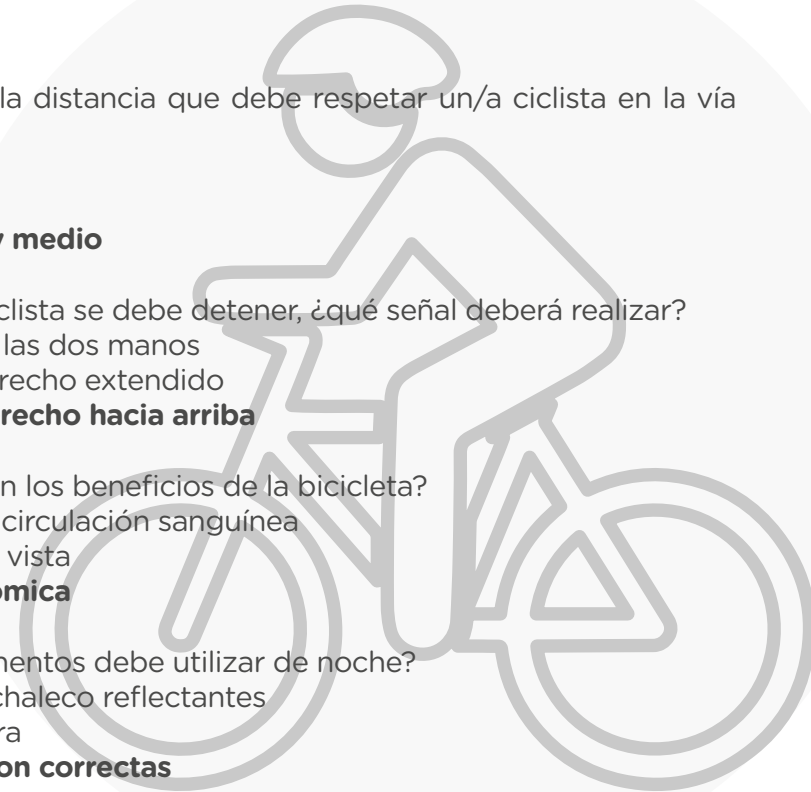 la distancia que debe respetar un/a ciclista en la vía
y medio
ciclista se debe detener, ¿qué señal deberá realizar?
las dos manos
recho extendido
recho hacia arriba
n los beneficios de la bicicleta?
circulación sanguínea
vista
ómica
mentos debe utilizar de noche?
chaleco reflectantes
ra
on correctas